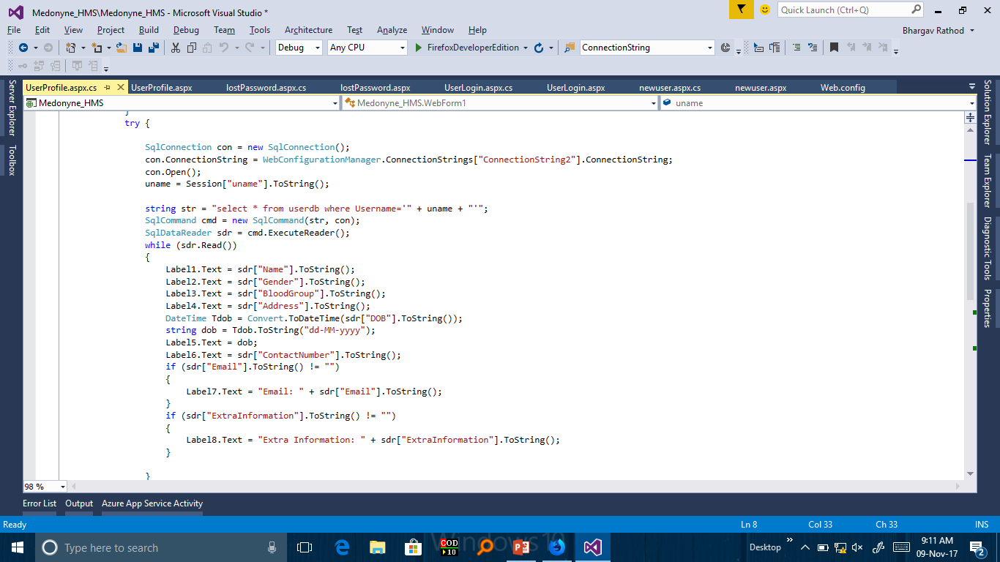 Medonyne_HMS\Medonyne_HMS - Microsoft Visual Studio *
Quick Launch (Ctrl+Q)
File Edit View Project Build Debug Team Tools Architecture Test Analyze Window Help
Bhargav Rathod
Debug Any CPU FirefoxDeveloperEdition ConnectionString
UserProfile.aspx.cs UserProfile.aspx lostPassword.aspx.cs lostPassword.aspx UserLogin.aspx.cs UserLogin.aspx newuser.aspx.cs newuser.aspx Web.config
Medonyne_HMS Medonyne_HMS.WebForm1 uname
Server Explorer
Toolbox
}
try {
SqlConnection con = new SqlConnection();
con.ConnectionString = WebConfigurationManager.ConnectionStrings["ConnectionString2"].ConnectionString;
con.Open();
uname = Session["uname"].ToString();
string str = "select * from userdb where Username='" + uname + "'";
SqlCommand cmd = new SqlCommand(str, con);
SqlDataReader sdr = cmd.ExecuteReader();
while (sdr.Read())
{
Label1.Text = sdr["Name"].ToString();
Label2.Text = sdr["Gender"].ToString();
Label3.Text = sdr["BloodGroup"].ToString();
Label4.Text = sdr["Address"].ToString();
DateTime Tdob = Convert.ToDateTime(sdr["DOB"].ToString());
string dob = Tdob.ToString("dd-MM-yyyy");
Label5.Text = dob;
Label6.Text = sdr["ContactNumber"].ToString();
if (sdr["Email"].ToString() != "")
{
Label7.Text = "Email: " + sdr["Email"].ToString();
}
if (sdr["ExtraInformation"].ToString() != "")
{
Label8.Text = "Extra Information: " + sdr["ExtraInformation"].ToString();
}
}
Solution Explorer
Team Explorer
Diagnostic Tools
Properties
98 %
Error List Output Azure App Service Activity
Ready Ln 8 Col 33 Ch 33 INS
Type here to search
COD
10
Windows 10
Desktop
9:11 AM
09-Nov-17
2